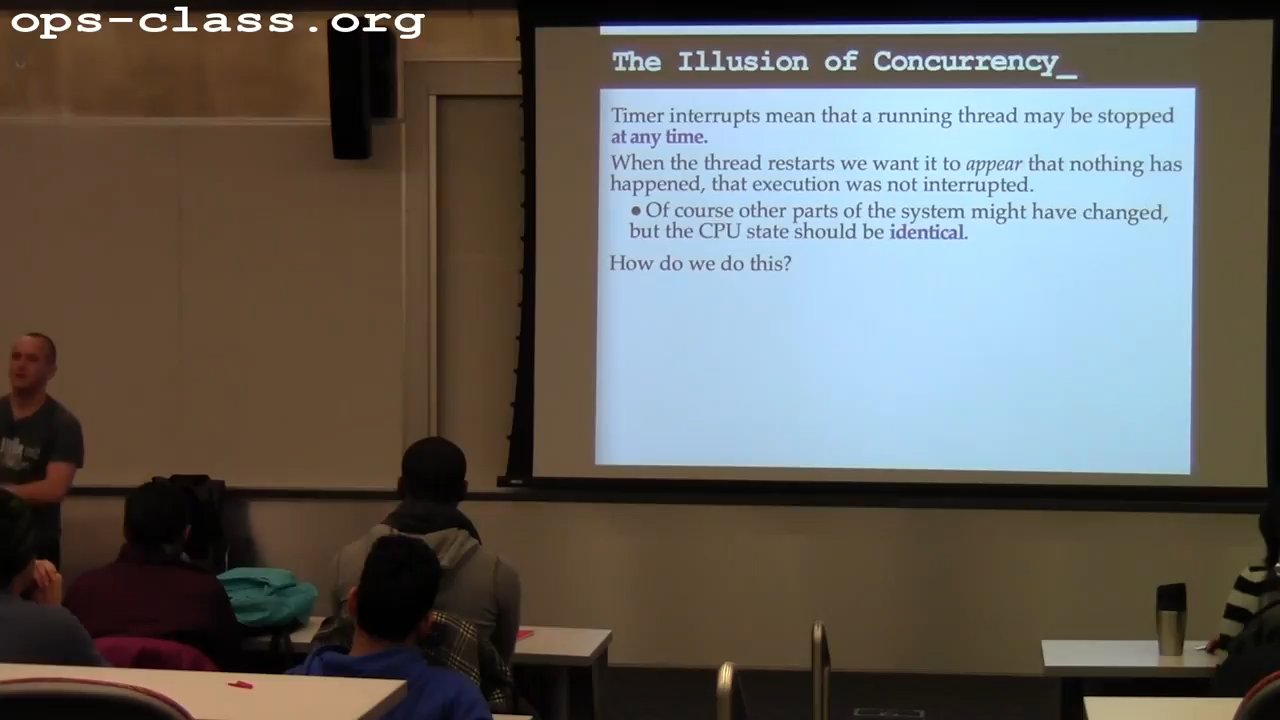 ops-class.org
The Illusion of Concurrency_
Timer interrupts mean that a running thread may be stopped
at any time.
When the thread restarts we want it to appear that nothing has
happened, that execution was not interrupted.
● Of course other parts of the system might have changed,
but the CPU state should be identical.
How do we do this?